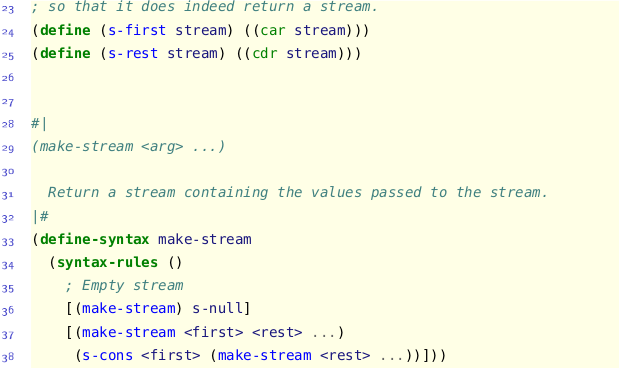 23 ; so that it does indeed return a stream.
24 (define (s-first stream) ((car stream)))
25 (define (s-rest stream) ((cdr stream)))
26
27
28 #|
29 (make-stream <arg> ...)
30
31   Return a stream containing the values passed to the stream.
32 |#
33 (define-syntax make-stream
34   (syntax-rules ()
35     ; Empty stream
36     [(make-stream) s-null]
37     [(make-stream <first> <rest> ...)
38      (s-cons <first> (make-stream <rest> ...))]))